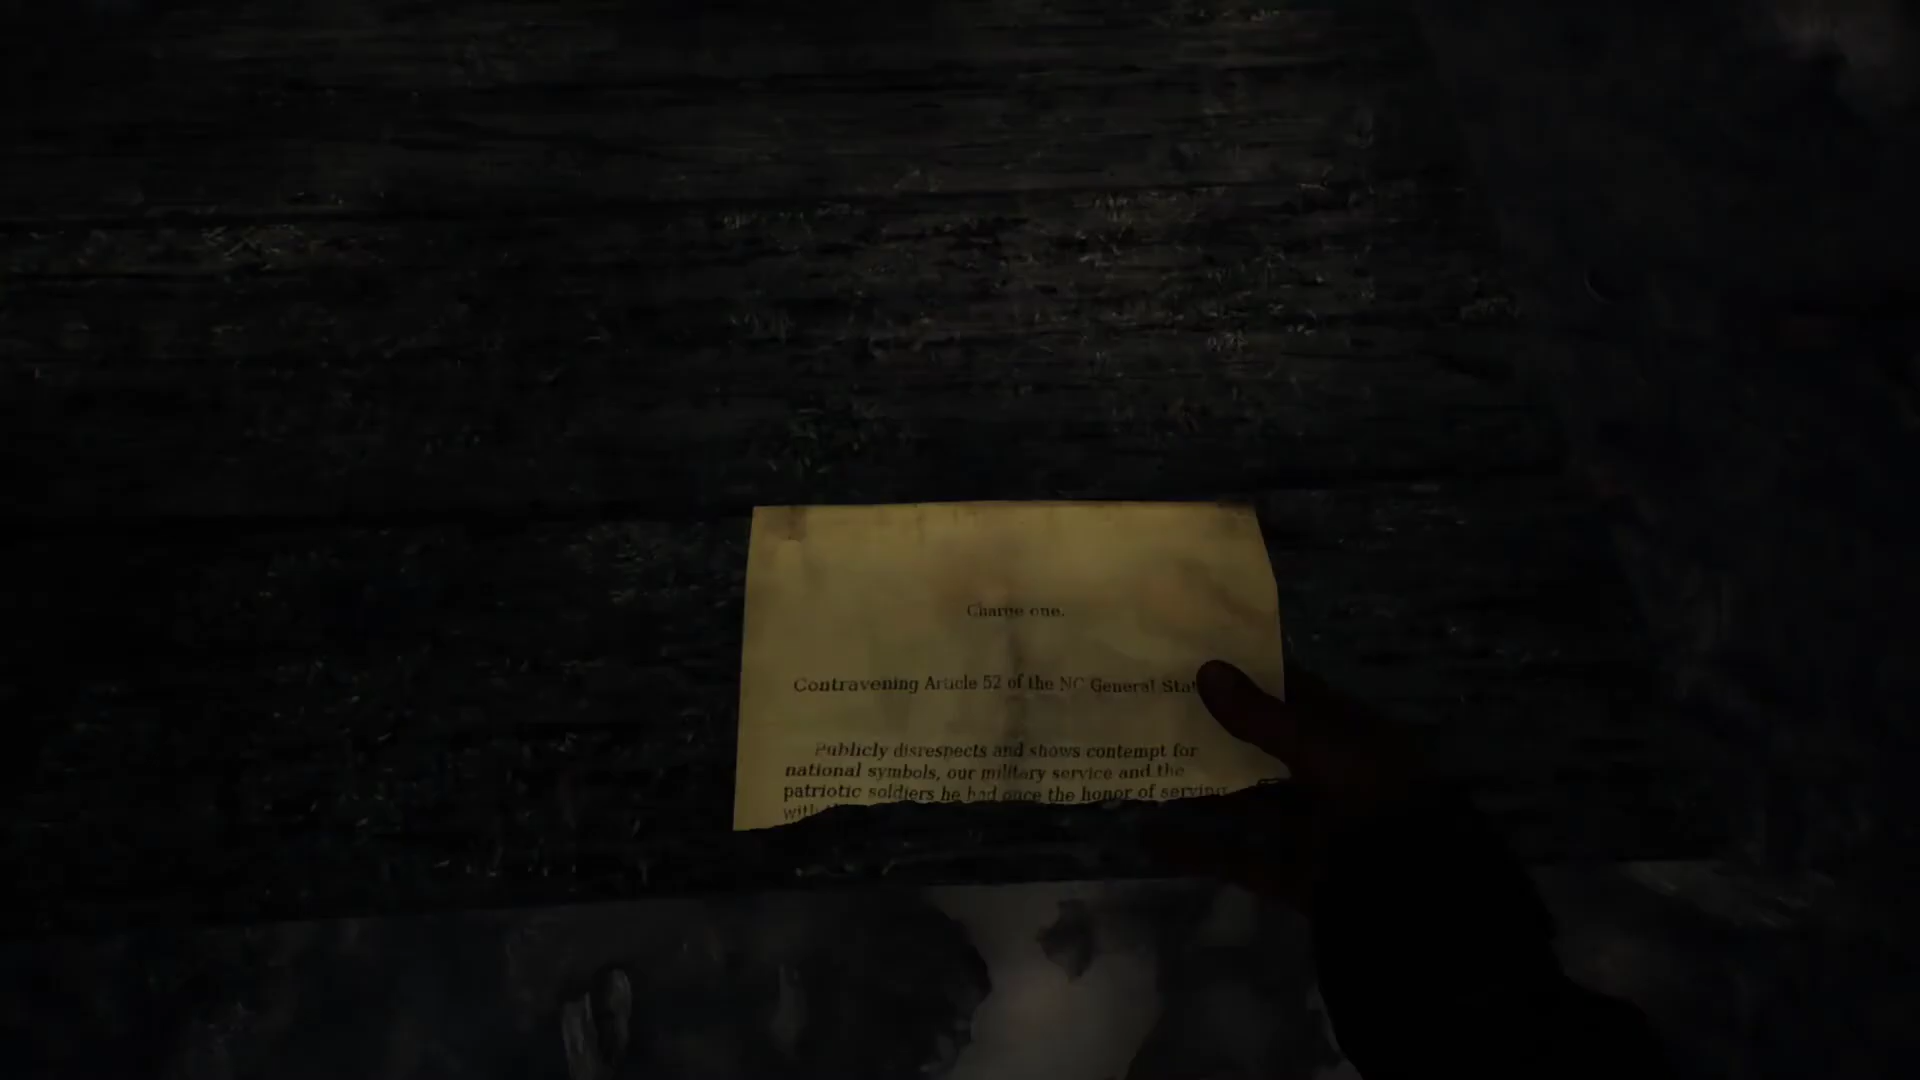 Charge one.
Contravening Article 52 of the NC General Stat
Publicly disrespects and shows contempt for
national symbols, our military service and the
patriotic soldiers he had once the honor of serving
with